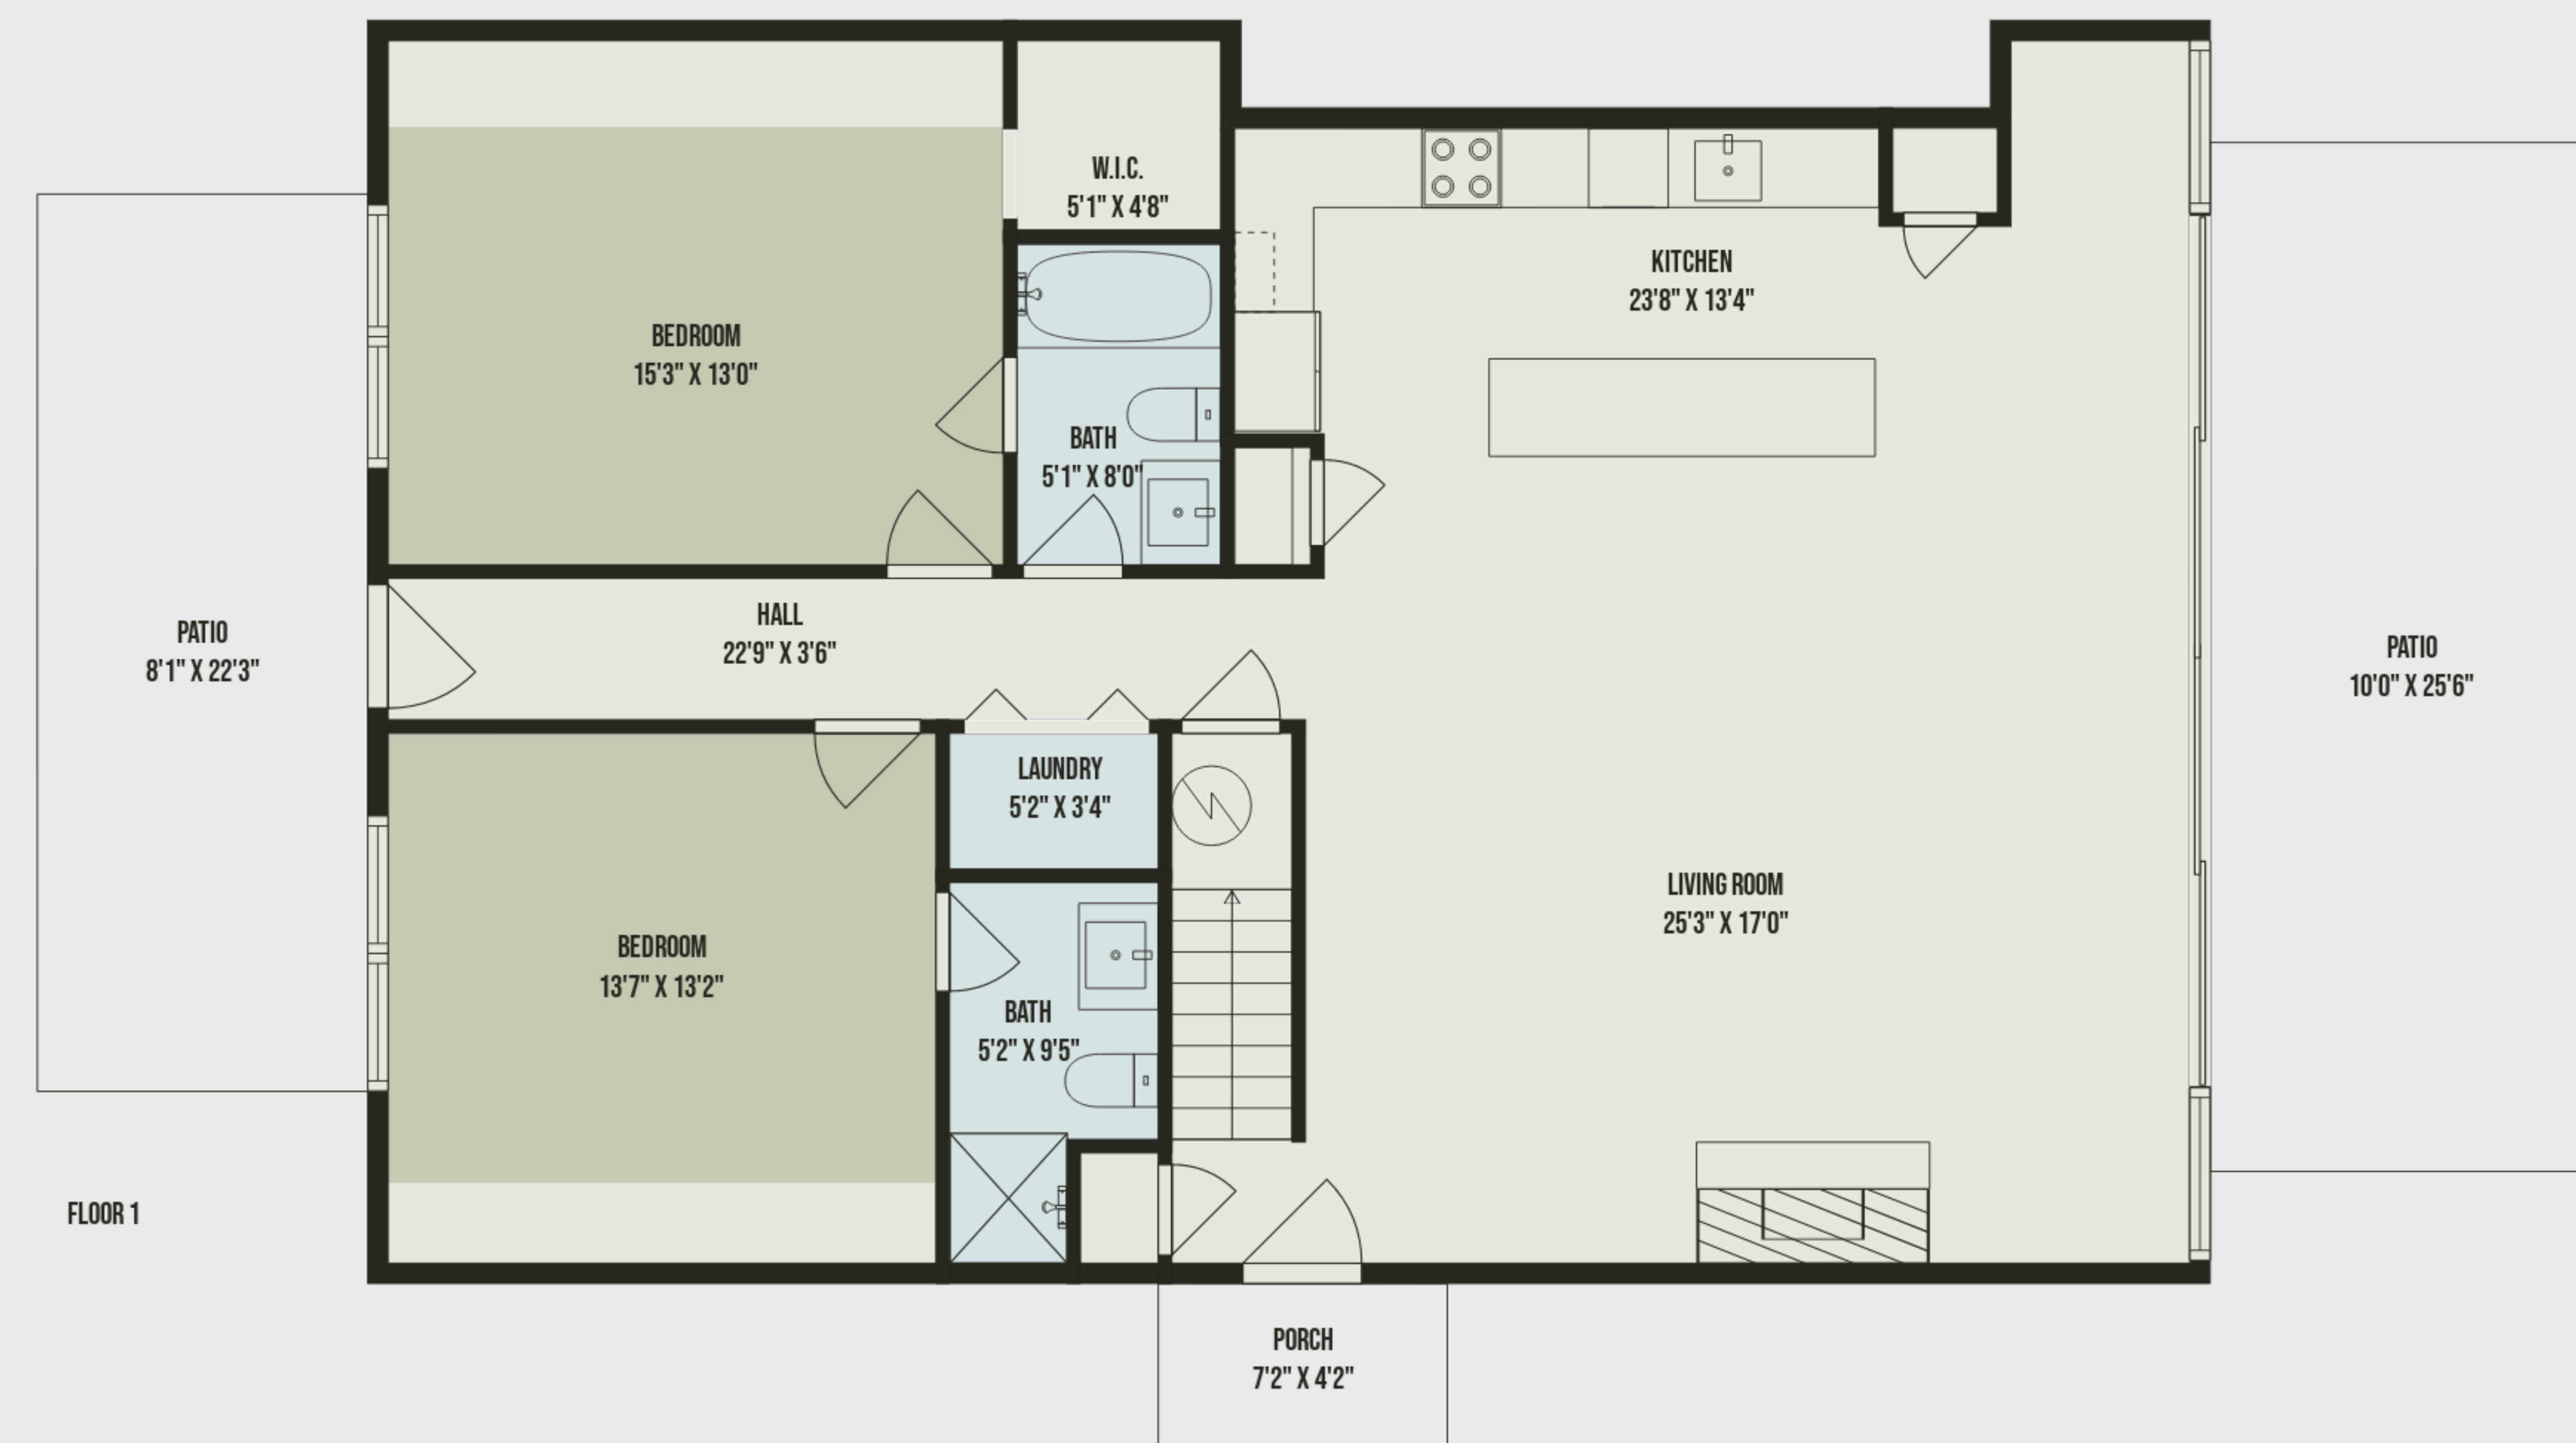 W.I.C.
5'1" X 4'8"
KITCHEN
23'8" X 13'4"
BEDROOM
15'3" X 13'0"
BATH
5'1" X 8'0"
HALL
22'9" X 3'6"
PATIO
8'1" X 22'3"
PATIO
10'0" X 25'6"
LAUNDRY
5'2" X 3'4"
LIVING ROOM
25'3" X 17'0"
BEDROOM
13'7" X 13'2"
BATH
5'2" X 9'5"
FLOOR 1
PORCH
7'2" X 4'2"